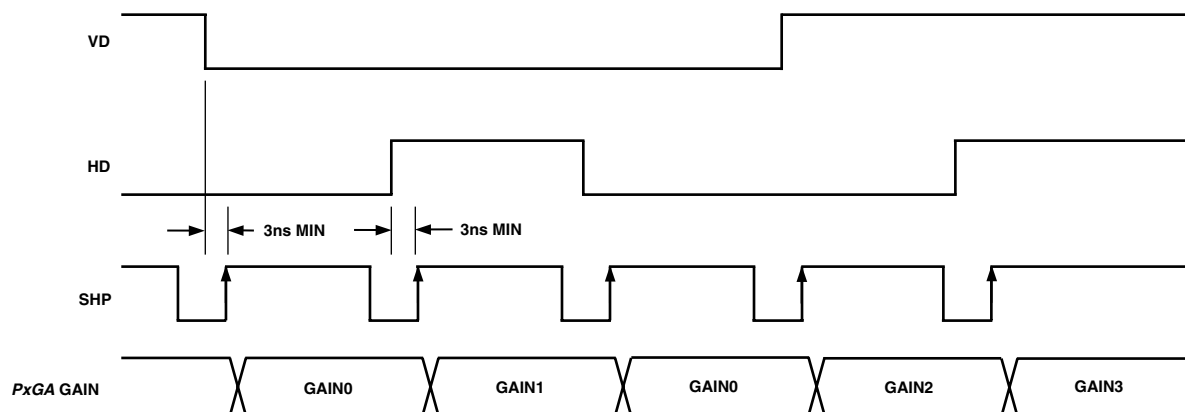 VD
HD
3ns MIN
3ns MIN
SHP
PxGA GAIN
GAIN0
GAIN1
GAIN0
GAIN2
GAIN3